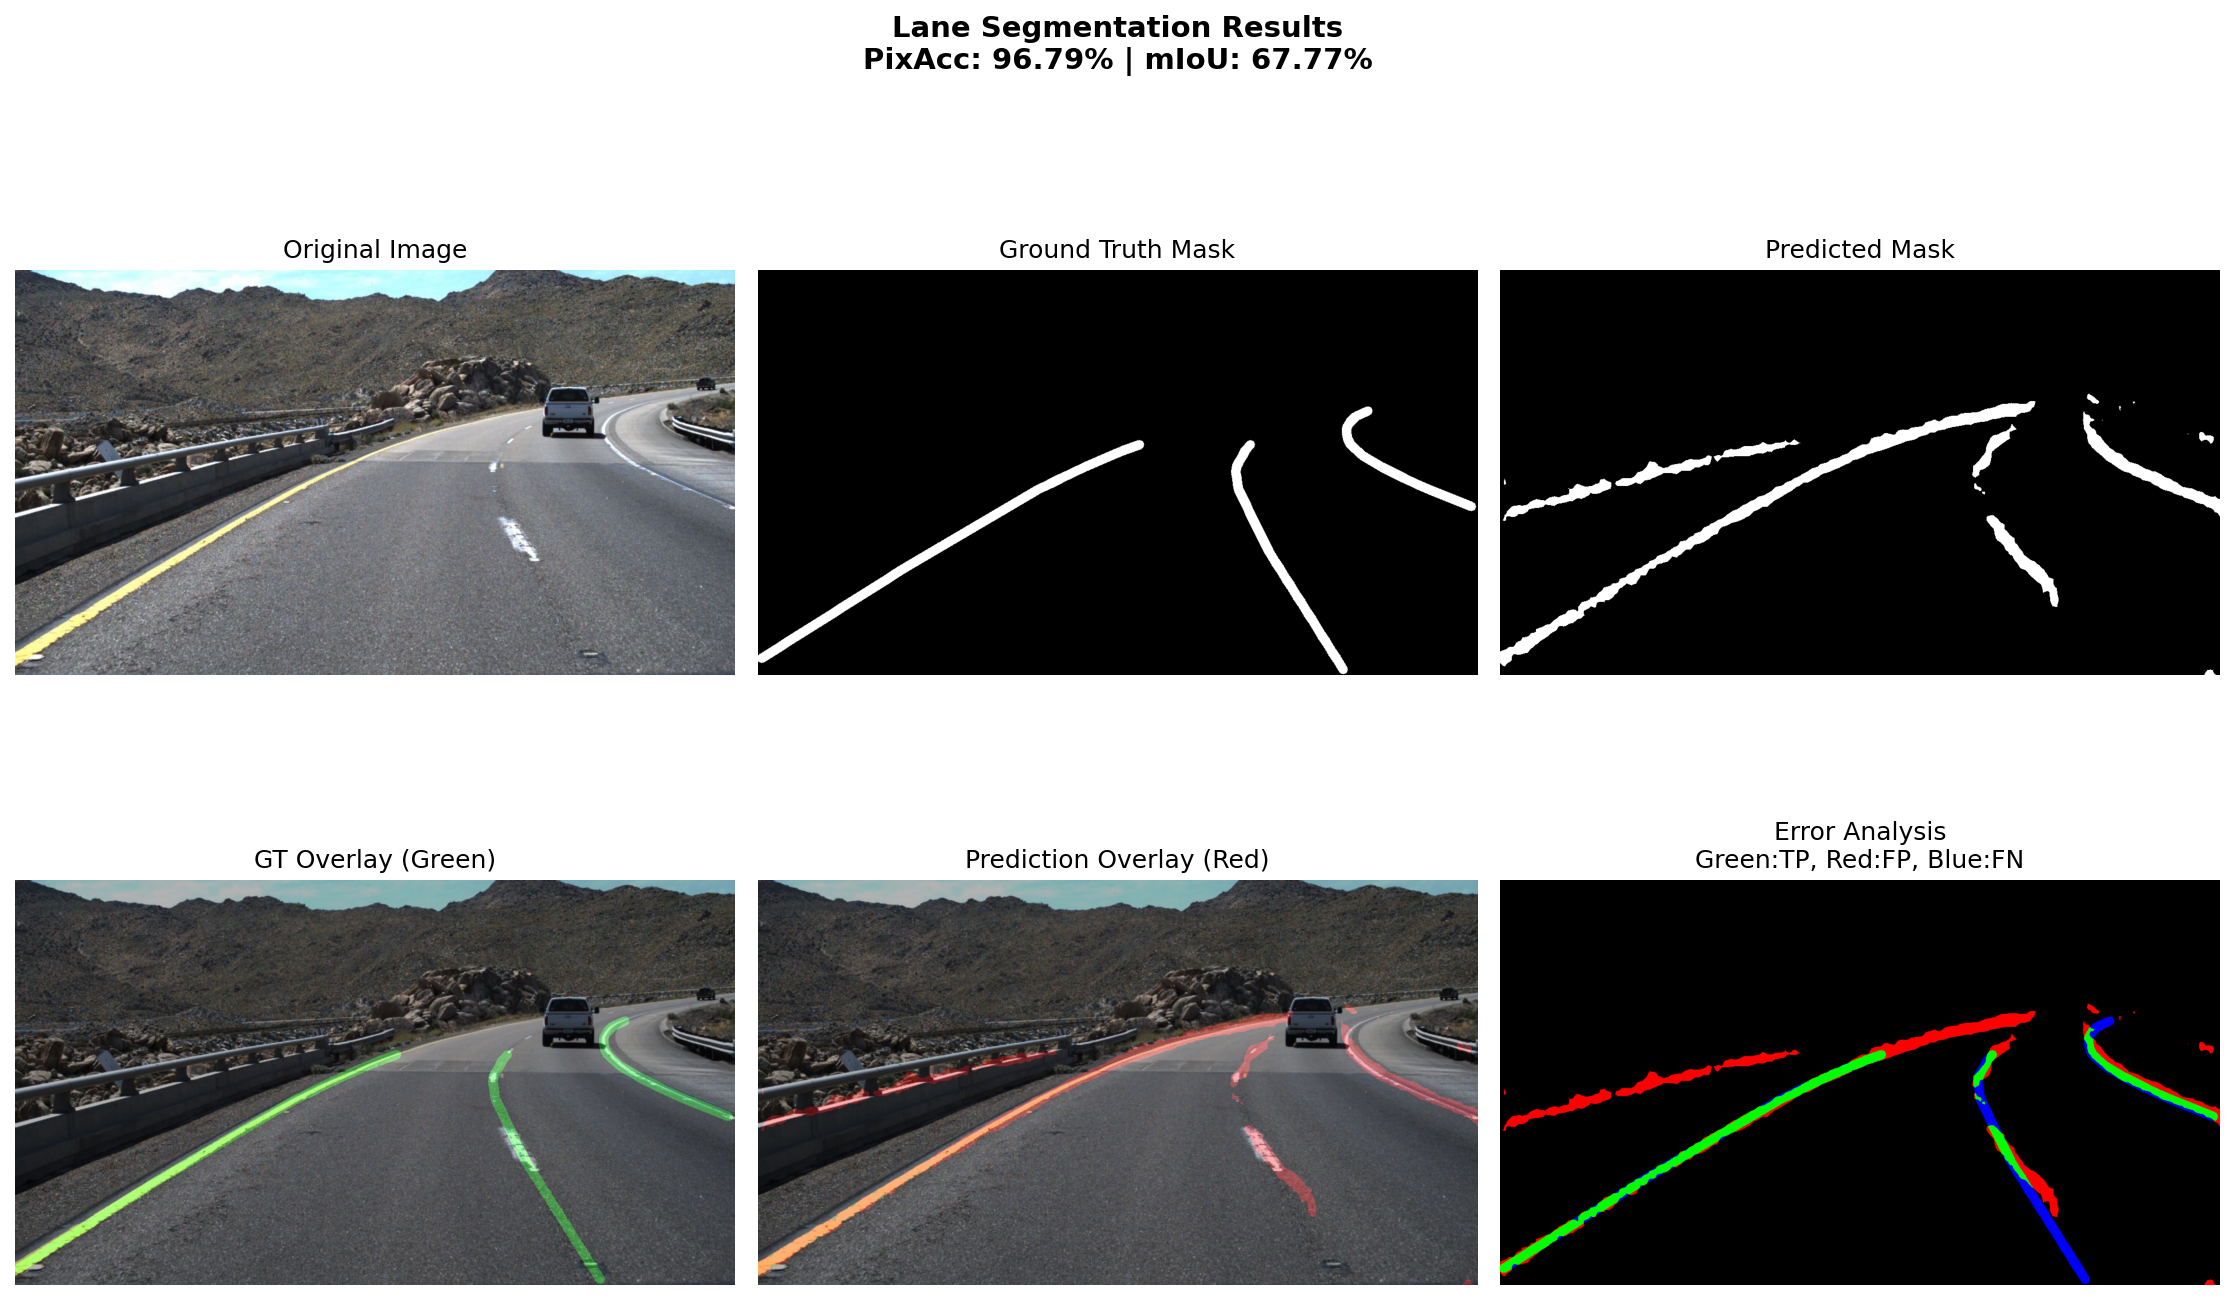 Lane Segmentation Results
PixAcc: 96.79% | mIoU: 67.77%
Original Image
Ground Truth Mask
Predicted Mask
GT Overlay (Green)
Prediction Overlay (Red)
Error Analysis
Green:TP, Red:FP, Blue:FN